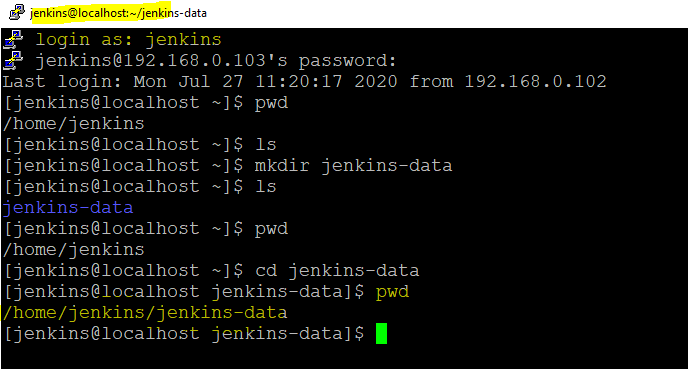 jenkins@localhost:~/jenkins-data
login as: jenkins
jenkins@192.168.0.103's password:
Last login: Mon Jul 27 11:20:17 2020 from 192.168.0.102
[jenkins@localhost ~]$ pwd
/home/jenkins
[jenkins@localhost ~]$ ls
[jenkins@localhost ~]$ mkdir jenkins-data
[jenkins@localhost ~]$ ls
jenkins-data
[jenkins@localhost ~]$ pwd
/home/jenkins
[jenkins@localhost ~]$ cd jenkins-data
[jenkins@localhost jenkins-data]$ pwd
/home/jenkins/jenkins-data
[jenkins@localhost jenkins-data]$